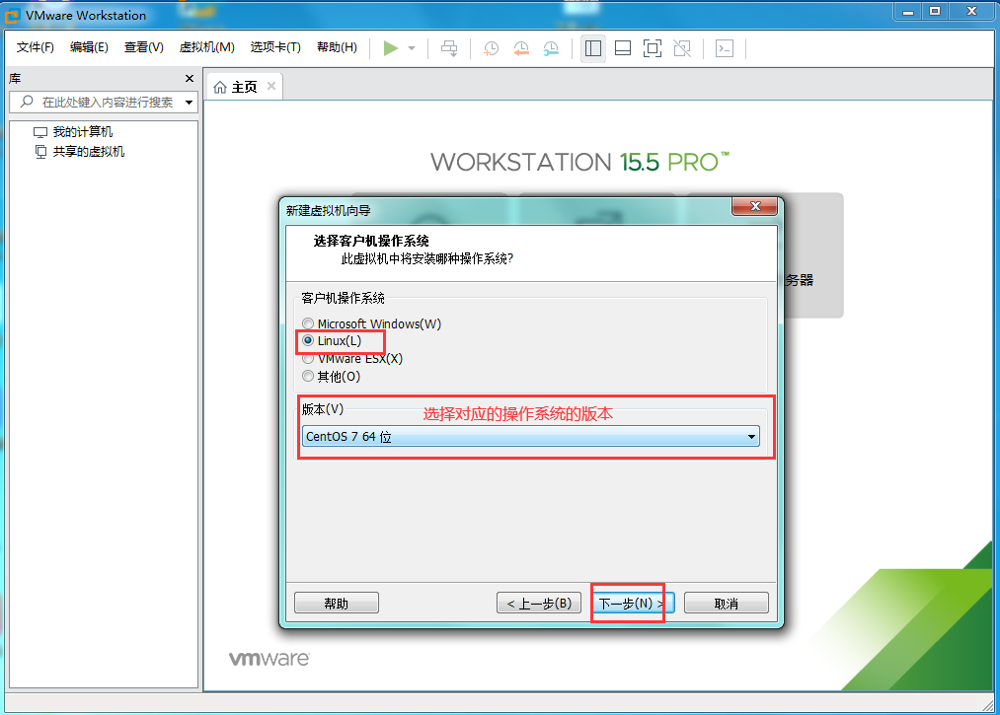 VMware Workstation
文件(F) 编辑(E) 查看(V) 虚拟机(M) 选项卡(T) 帮助(H)
库
在此处键入内容进行搜索
我的计算机
共享的虚拟机
主页
WORKSTATION 15.5 PRO™
务器
新建虚拟机向导
选择客户机操作系统
此虚拟机中将安装哪种操作系统?
客户机操作系统
Microsoft Windows(W)
Linux(L)
VMware ESX(X)
其他(O)
版本(V)
选择对应的操作系统的版本
CentOS 7 64 位
帮助
< 上一步(B)
下一步(N) >
取消
vmware